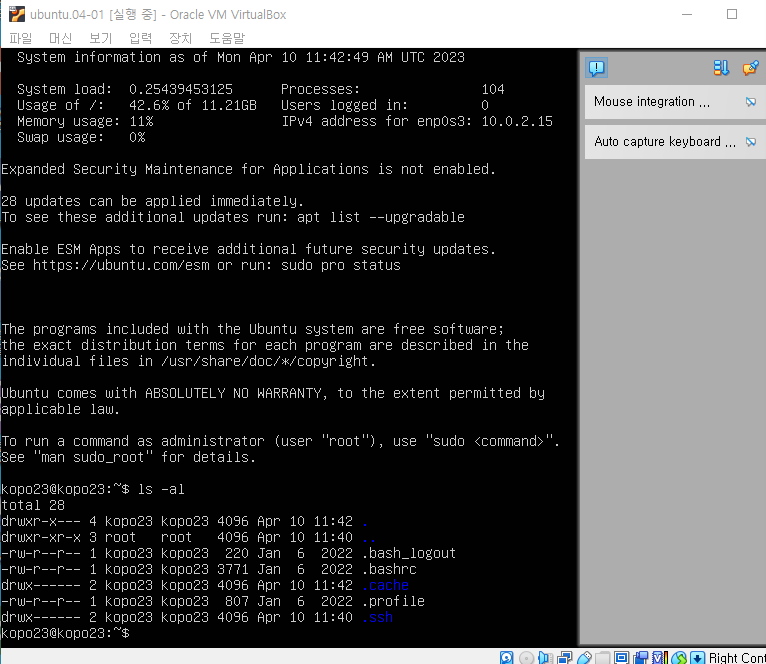 ubuntu.04-01 [실행 중] - Oracle VM VirtualBox
파일 머신 보기 입력 장치 도움말
System information as of Mon Apr 10 11:42:49 AM UTC 2023
System load: 0.25439453125 Processes: 104
Usage of /: 42.6% of 11.21GB Users logged in: 0
Memory usage: 11% IPv4 address for enp0s3: 10.0.2.15
Swap usage: 0%
Expanded Security Maintenance for Applications is not enabled.
28 updates can be applied immediately.
To see these additional updates run: apt list --upgradable
Enable ESM Apps to receive additional future security updates.
See https://ubuntu.com/esm or run: sudo pro status
The programs included with the Ubuntu system are free software;
the exact distribution terms for each program are described in the
individual files in /usr/share/doc/*/copyright.
Ubuntu comes with ABSOLUTELY NO WARRANTY, to the extent permitted by
applicable law.
To run a command as administrator (user "root"), use "sudo <command>".
See "man sudo_root" for details.
kopo23@kopo23:~$ ls -al
total 28
drwxr-x--- 4 kopo23 kopo23 4096 Apr 10 11:42 .
drwxr-xr-x 3 root root 4096 Apr 10 11:40 ..
-rw-r--r-- 1 kopo23 kopo23 220 Jan 6 2022 .bash_logout
-rw-r--r-- 1 kopo23 kopo23 3771 Jan 6 2022 .bashrc
drwx------ 2 kopo23 kopo23 4096 Apr 10 11:42 .cache
-rw-r--r-- 1 kopo23 kopo23 807 Jan 6 2022 .profile
drwx------ 2 kopo23 kopo23 4096 Apr 10 11:40 .ssh
kopo23@kopo23:~$
Mouse integration ...
Auto capture keyboard ...
Right Cont